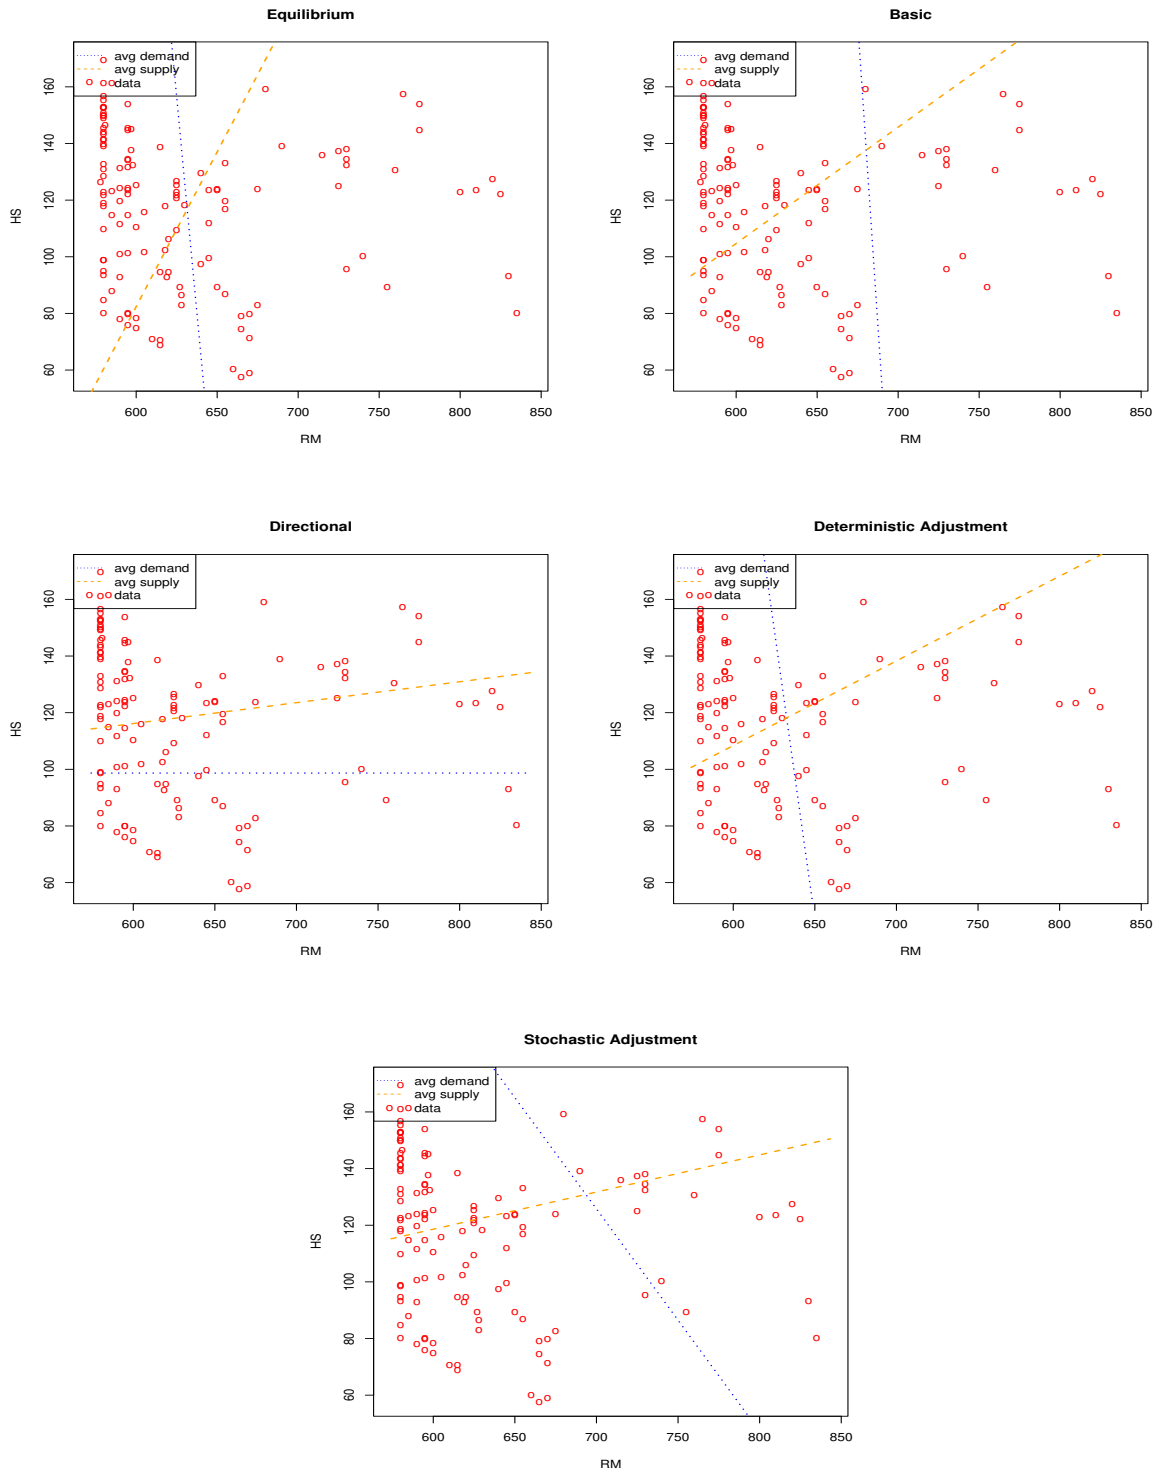 Equilibrium
avg demand
avg supply
data
HS
60
80
100
120
140
160
600
650
700
750
800
850
RM
Basic
avg demand
avg supply
data
HS
60
80
100
120
140
160
600
650
700
750
800
850
RM
Directional
avg demand
avg supply
data
HS
60
80
100
120
140
160
600
650
700
750
800
850
RM
Deterministic Adjustment
avg demand
avg supply
data
HS
60
80
100
120
140
160
600
650
700
750
800
850
RM
Stochastic Adjustment
avg demand
avg supply
data
HS
60
80
100
120
140
160
600
650
700
750
800
850
RM